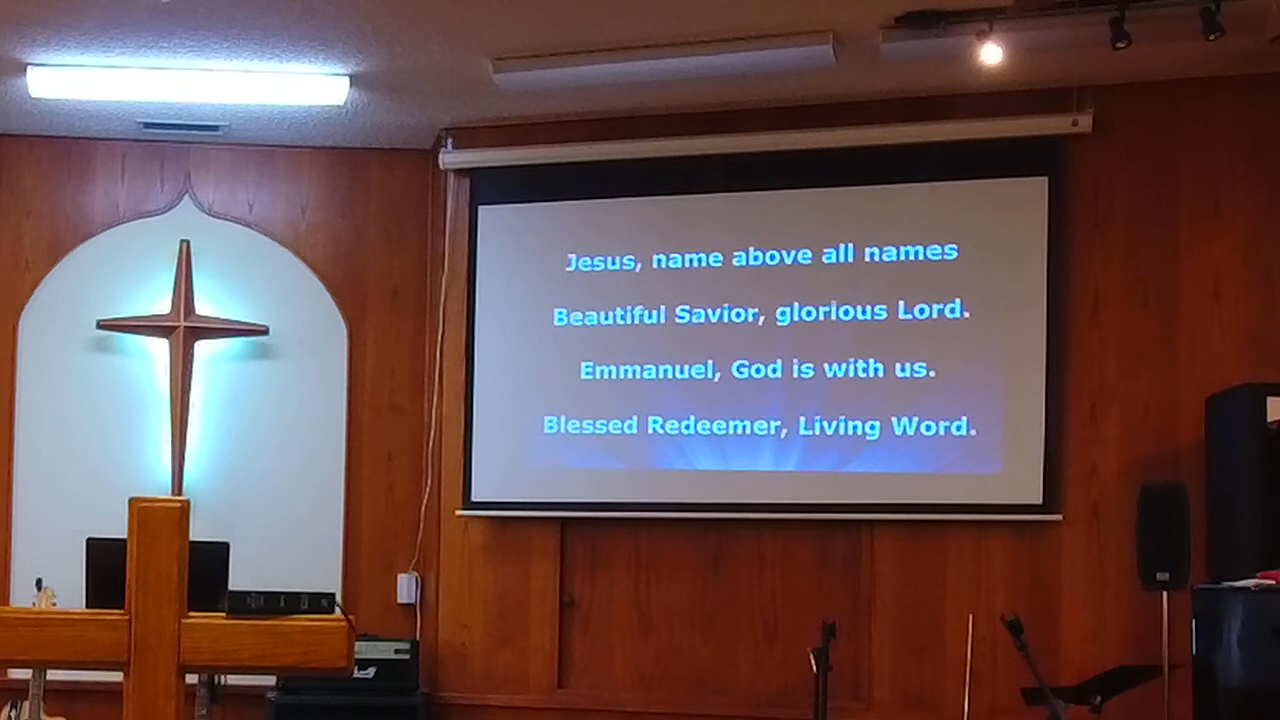 Jesus, name above all names
Beautiful Savior, glorious Lord.
Emmanuel, God is with us.
Blessed Redeemer, Living Word.